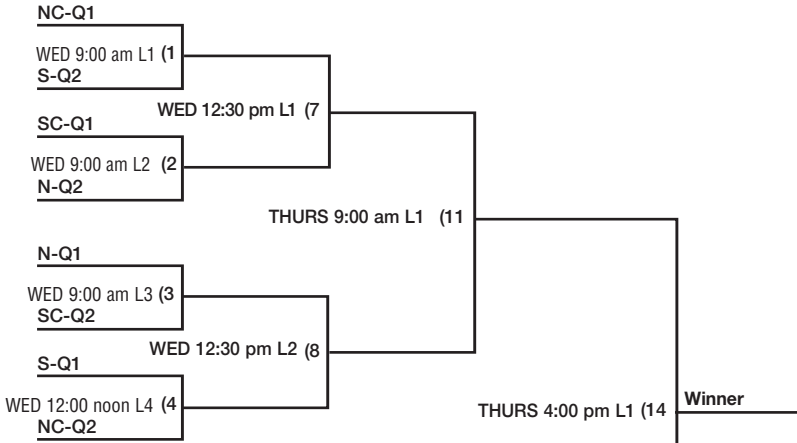 NC-Q1
WED 9:00 am L1 (1
S-Q2
WED 12:30 pm L1 (7
SC-Q1
WED 9:00 am L2 (2
N-Q2
THURS 9:00 am L1 (11
N-Q1
WED 9:00 am L3 (3
SC-Q2
WED 12:30 pm L2 (8
S-Q1
WED 12:00 noon L4 (4
NC-Q2
THURS 4:00 pm L1 (14
Winner